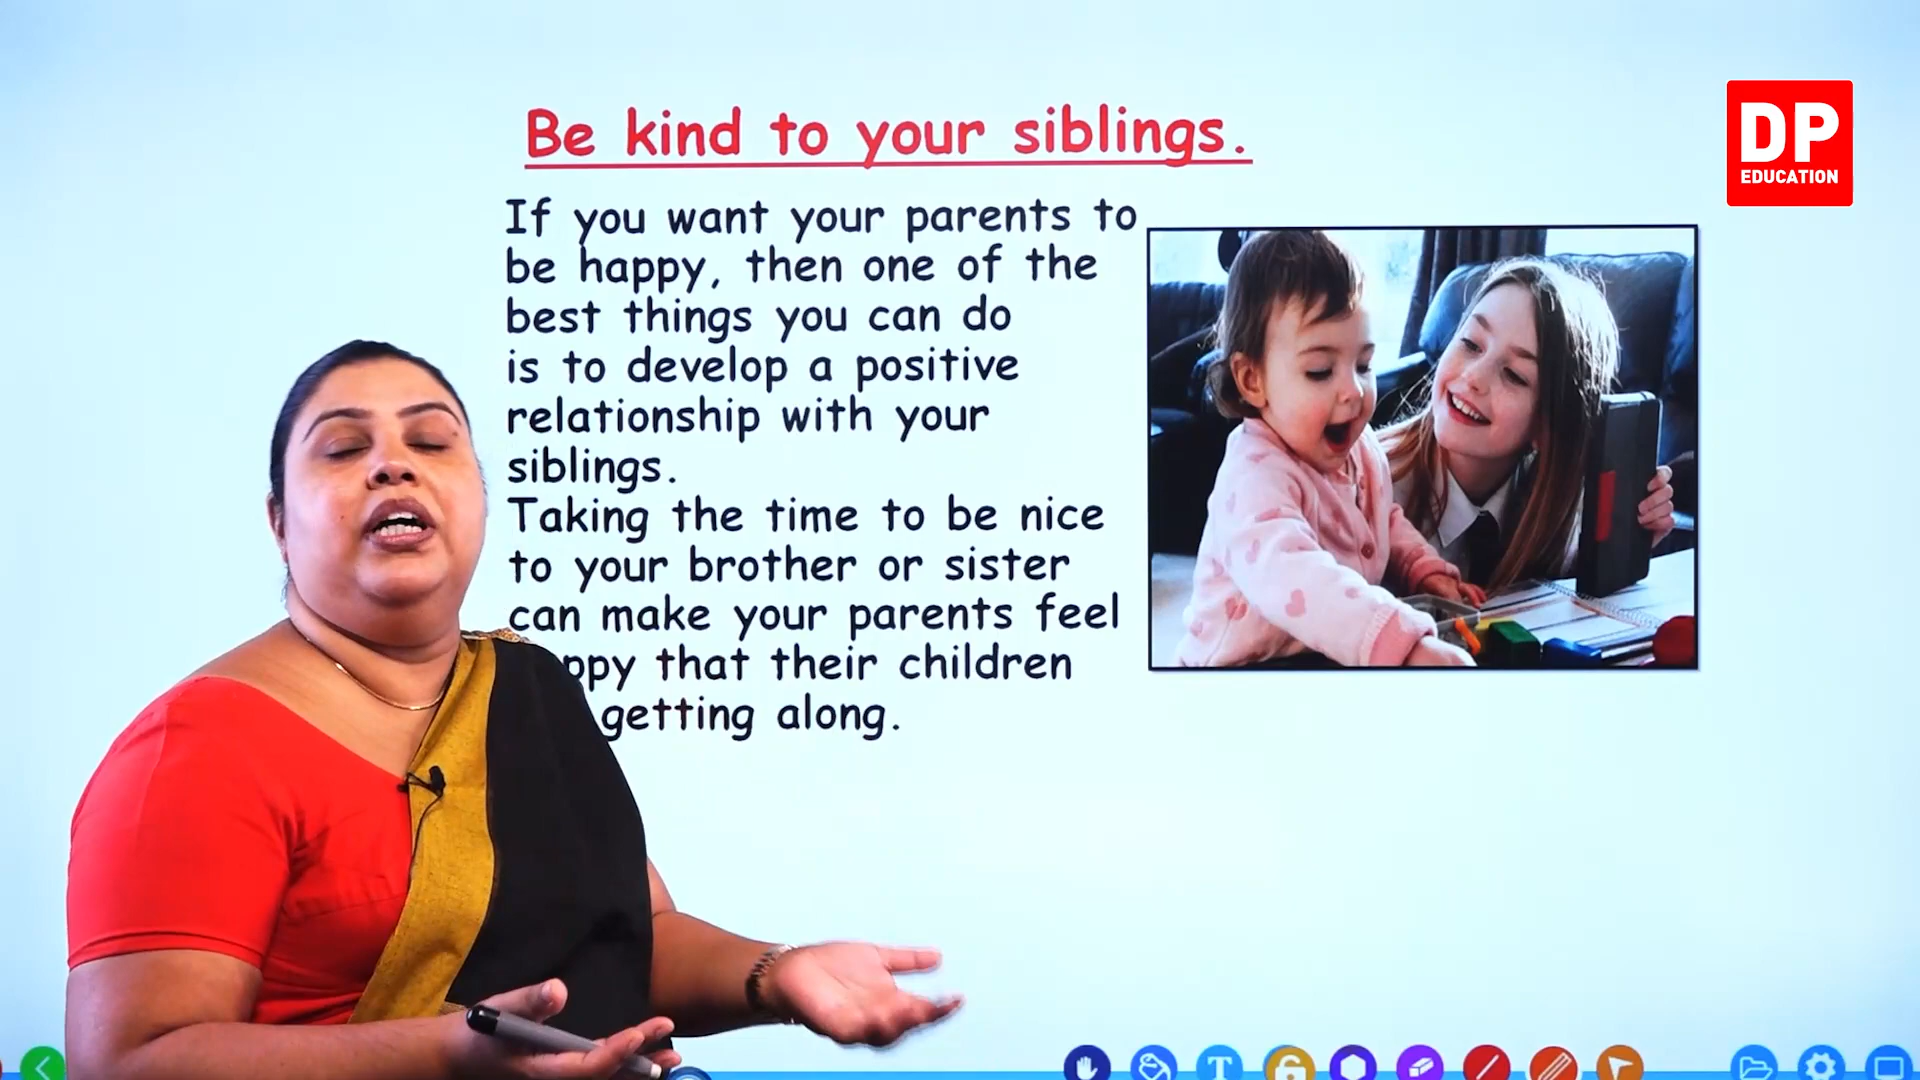 Be kind to your siblings.
If you want your parents to
be happy, then one of the
best things you can do
is to develop a positive
relationship with your
siblings.
Taking the time to be nice
to your brother or sister
can make your parents feel
ppy that their children
getting along.
DP
EDUCATION
T